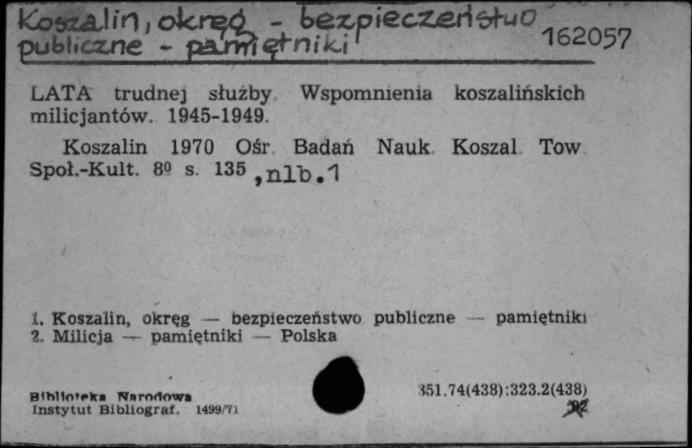 Koszalin, okręg - bezpieczeństwo
publiczne - pamiętniki
162057
LATA trudnej służby. Wspomnienia koszalińskich
milicjantów. 1945-1949.
Koszalin 1970 Ośr. Badań Nauk. Koszal. Tow.
Społ.-Kult. 8º s. 135, nlb. 1
1. Koszalin, okręg — bezpieczeństwo publiczne — pamiętniki
2. Milicja — pamiętniki — Polska
Biblioteka Narodowa
Instytut Bibliograf. 1499/71
351.74(438):323.2(438)